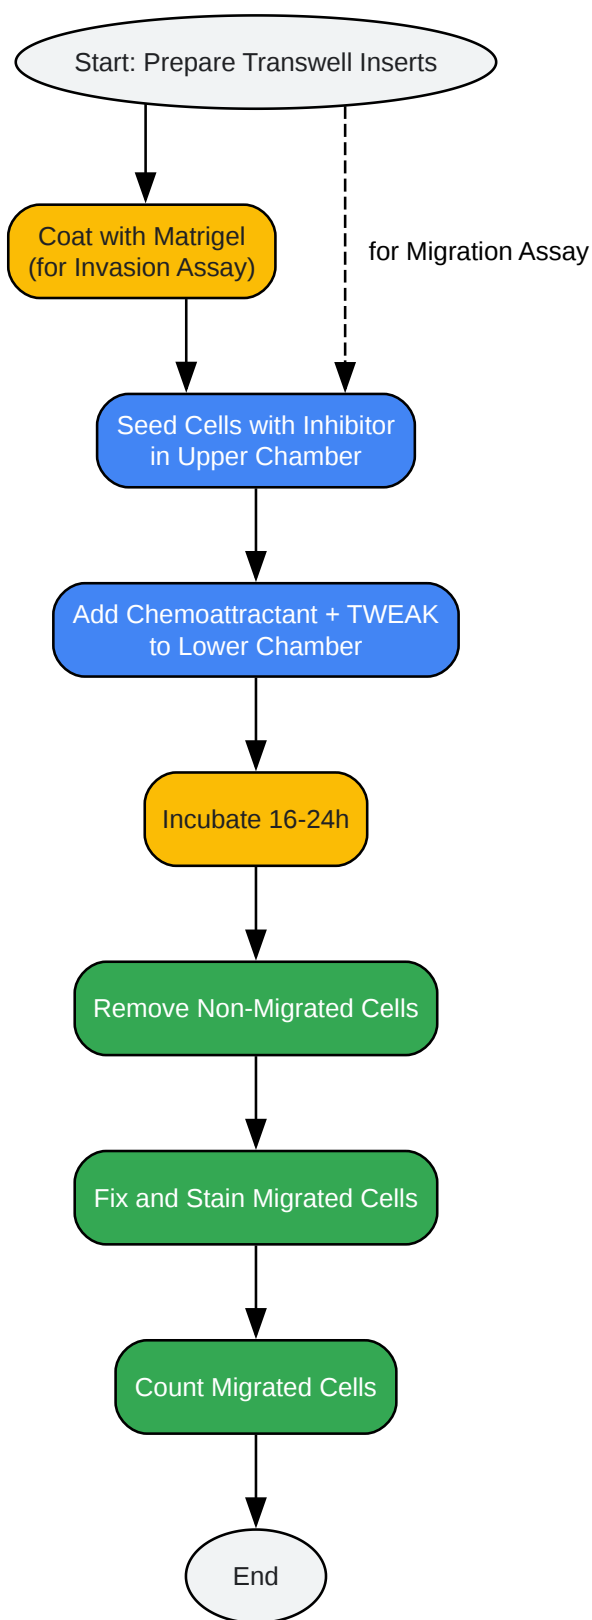 Start: Prepare Transwell Inserts
Coat with Matrigel
(for Invasion Assay)
for Migration Assay
Seed Cells with Inhibitor
in Upper Chamber
Add Chemoattractant + TWEAK
to Lower Chamber
Incubate 16-24h
Remove Non-Migrated Cells
Fix and Stain Migrated Cells
Count Migrated Cells
End